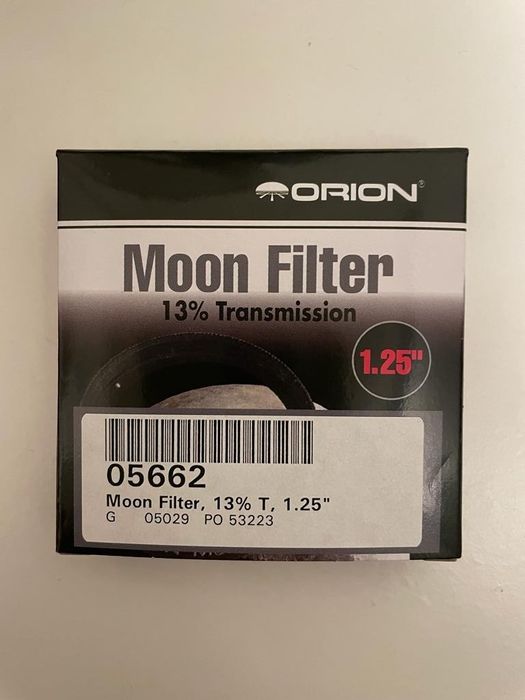 ORION®
Moon Filter
13% Transmission
1.25"
05662
Moon Filter, 13% T, 1.25"
G 05029 PO 53223